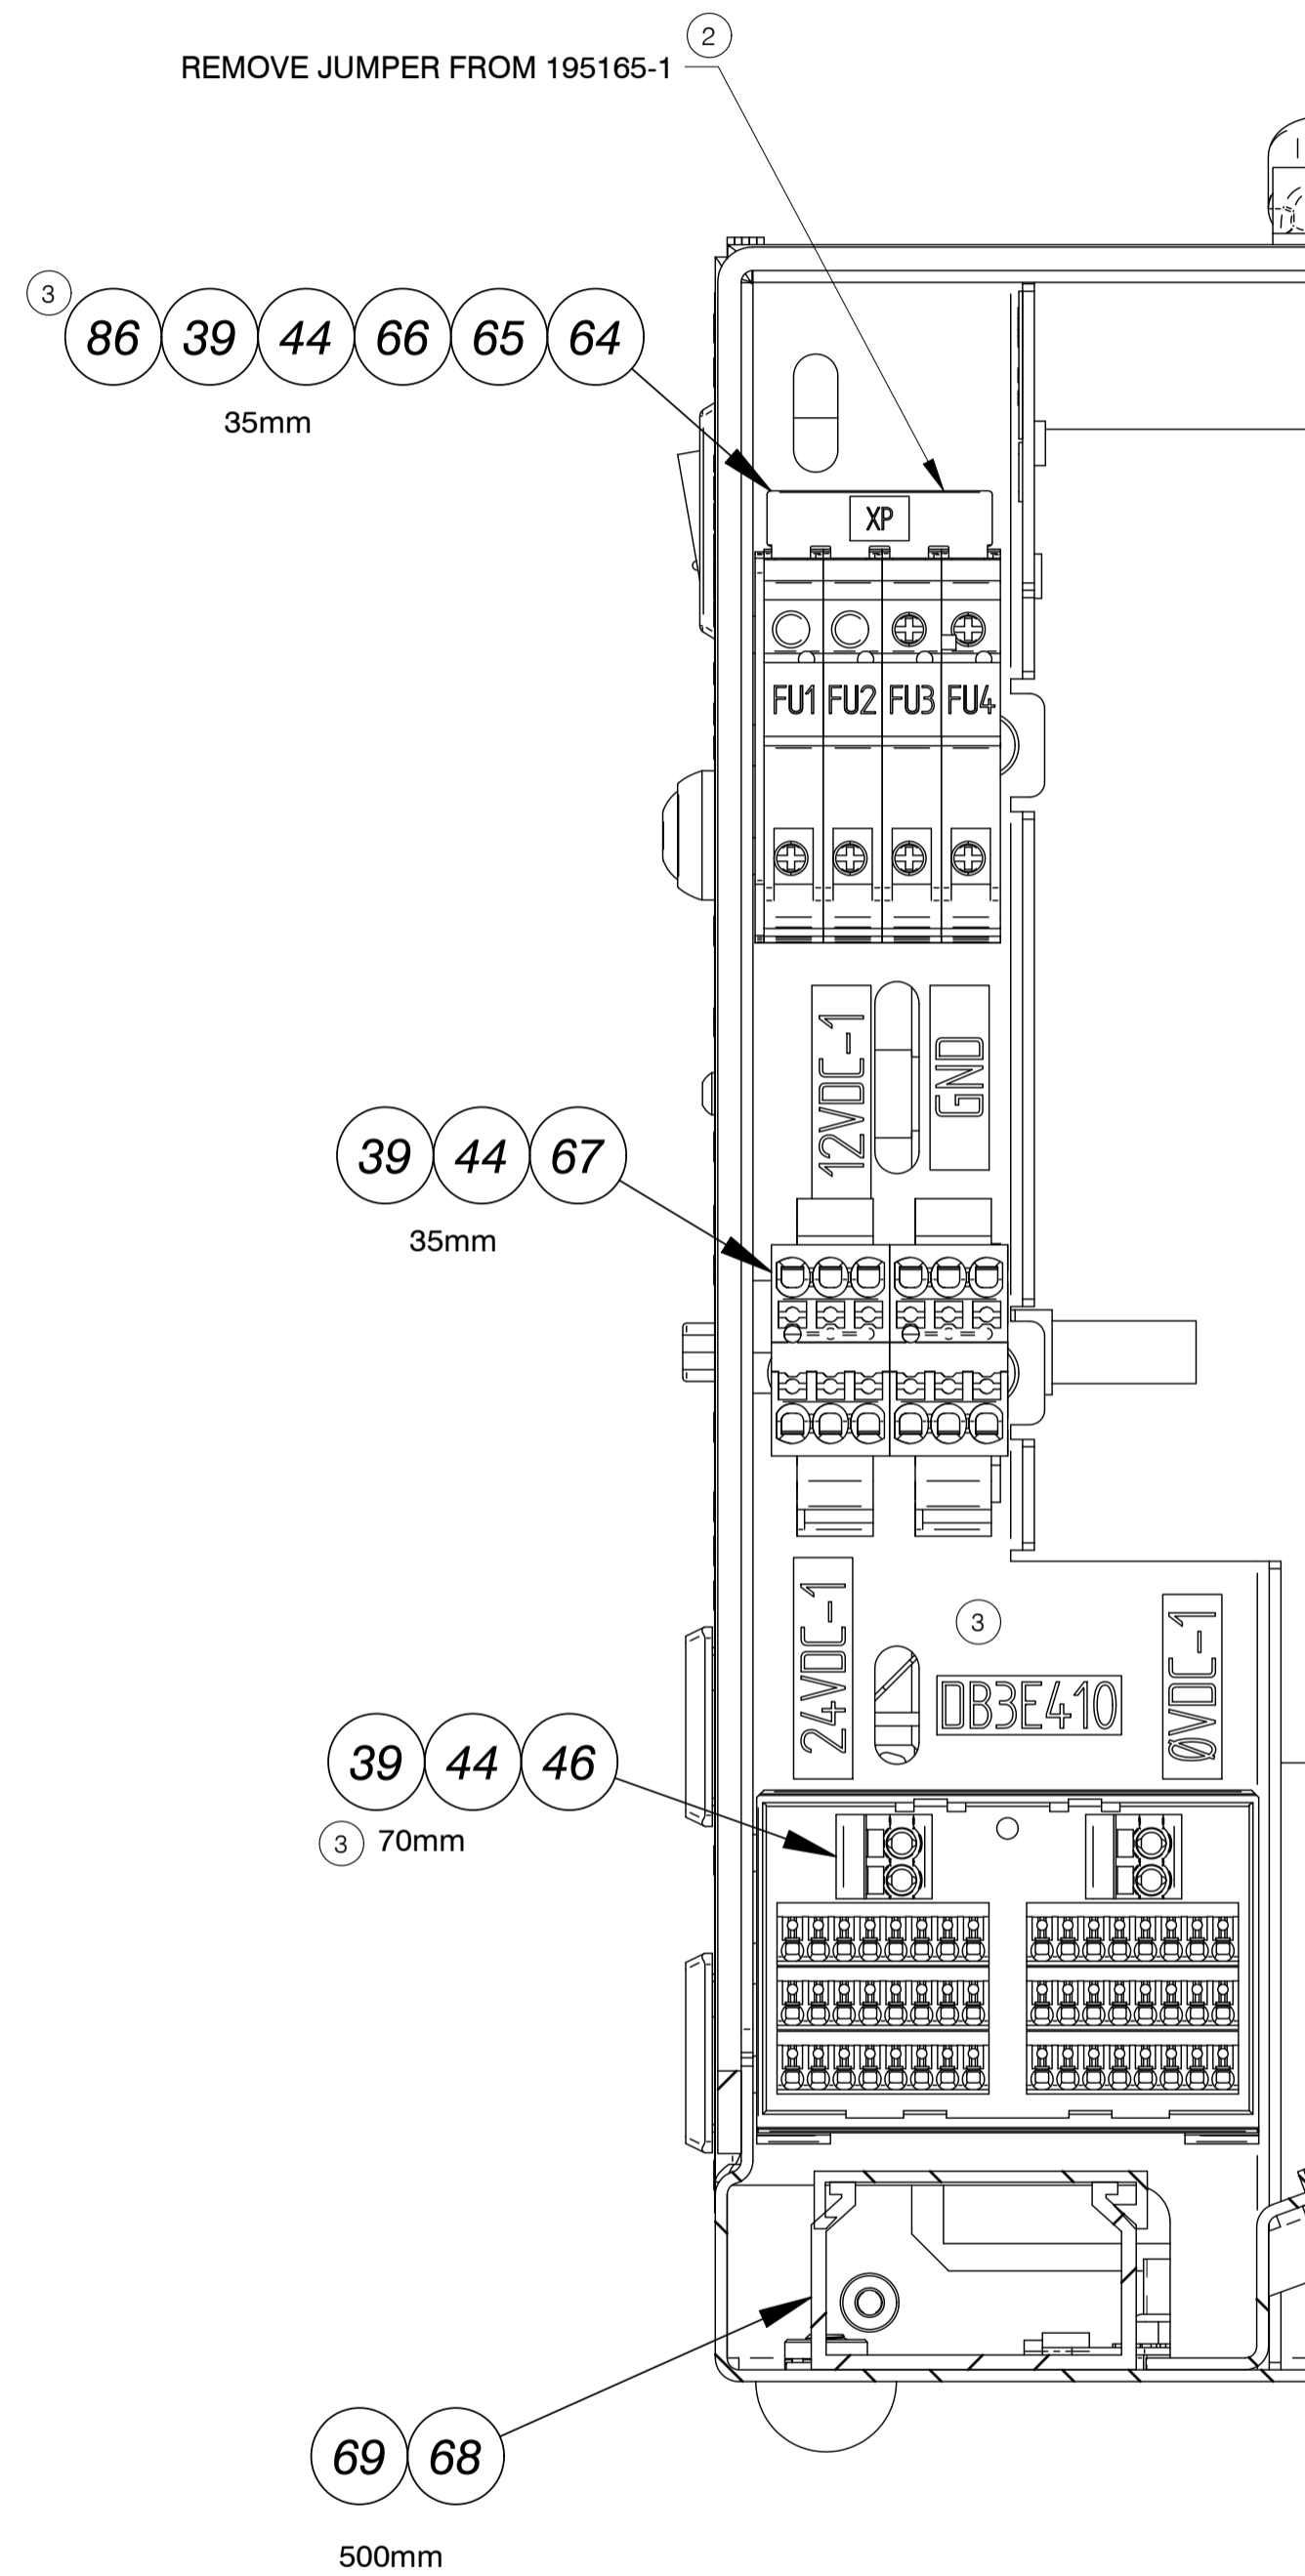 2
REMOVE JUMPER FROM 195165-1
3
86 39 44 66 65 64
35mm
XP
FU1 FU2 FU3 FU4
12VDC-1
GND
39 44 67
35mm
24VDC-1
3
DB3E410
ØVDC-1
39 44 46
3 70mm
69 68
500mm